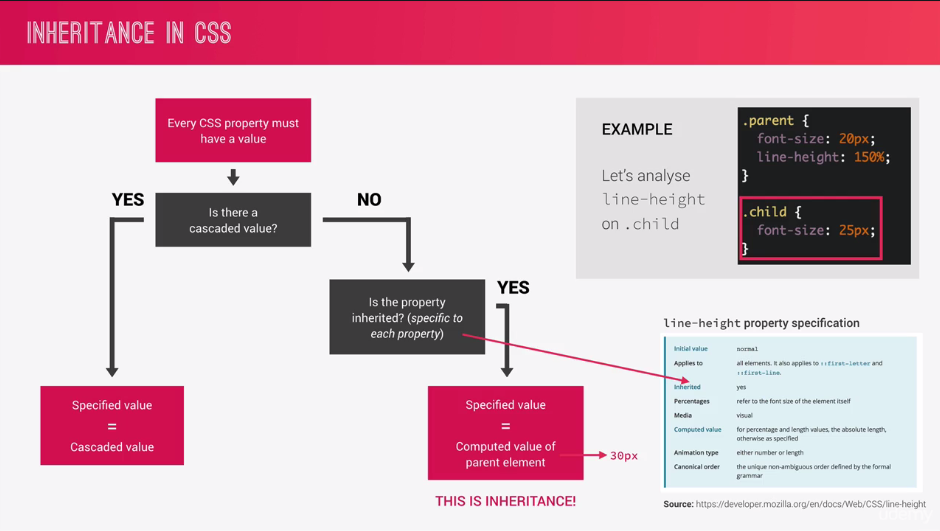 INHERITANCE IN CSS
Every CSS property must
have a value
YES
Is there a
cascaded value?
NO
Is the property
inherited? (specific to
each property)
YES
Specified value
=
Cascaded value
Specified value
=
Computed value of
parent element
30px
THIS IS INHERITANCE!
EXAMPLE
Let's analyse
line-height
on .child
.parent {
font-size: 20px;
line-height: 150%;
}
.child {
font-size: 25px;
}
line-height property specification
Initial value normal
Applies to all elements. It also applies to ::first-letter and
::first-line.
Inherited yes
Percentages refer to the font size of the element itself
Media visual
Computed value for percentage and length values, the absolute length,
otherwise as specified
Animation type either number or length
Canonical order the unique non-ambiguous order defined by the formal
grammar
Source: https://developer.mozilla.org/en/docs/Web/CSS/line-height